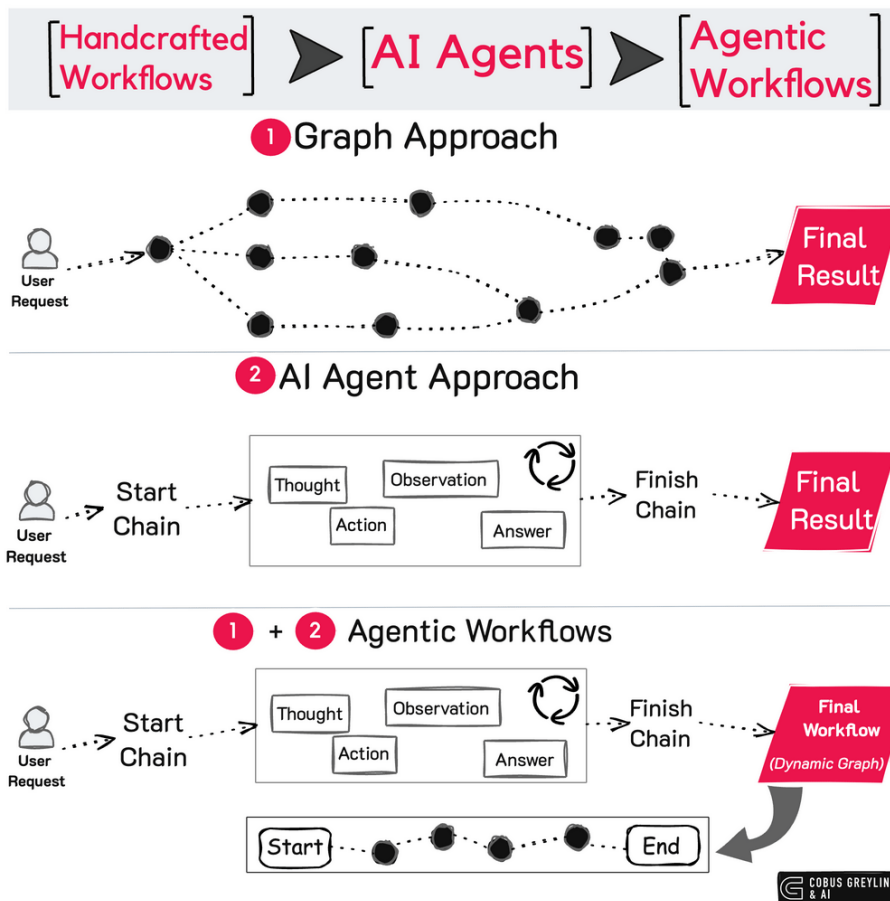 Handcrafted
Workflows
AI Agents
Agentic
Workflows
1 Graph Approach
User
Request
Final
Result
2 AI Agent Approach
User
Request
Start
Chain
Thought
Observation
Action
Answer
Finish
Chain
Final
Result
1 + 2 Agentic Workflows
User
Request
Start
Chain
Thought
Observation
Action
Answer
Finish
Chain
Final
Workflow
(Dynamic Graph)
Start
End
COBUS GREYLIN
& AI